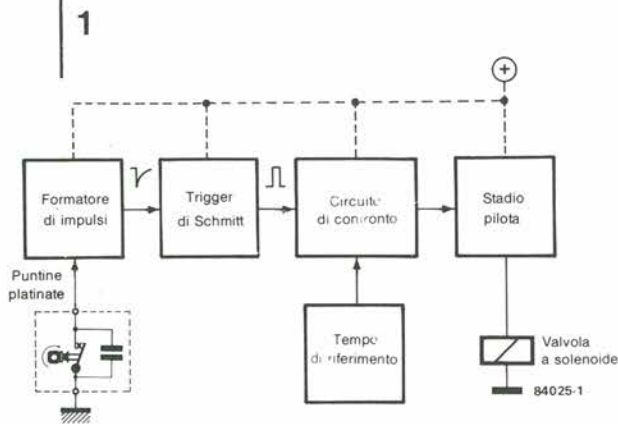 1
+
Formatore
di impulsi
Trigger
di Schmitt
Circuito
di confronto
Stadio
pilota
Puntine
platinate
Tempo
di riferimento
Valvola
a solenoide
84025-1